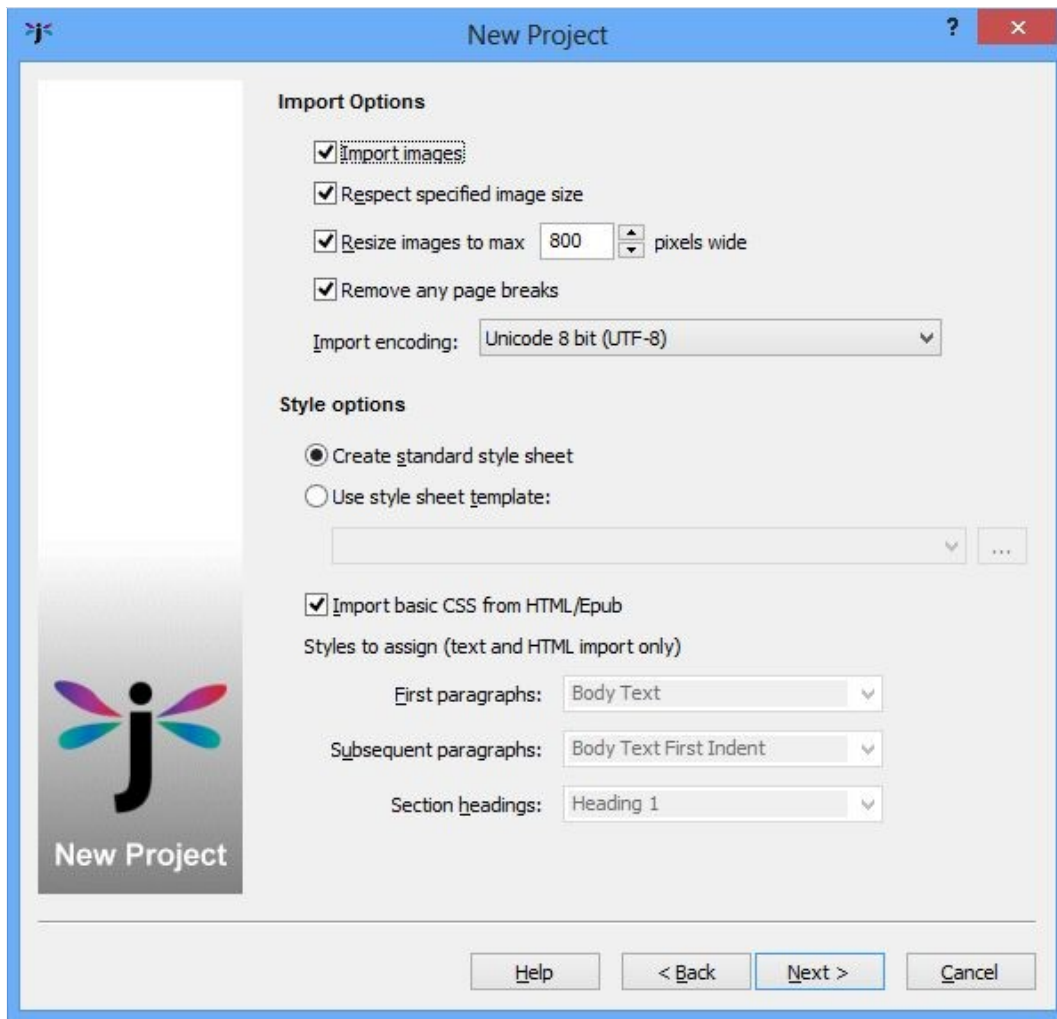 New Project
?
Import Options
Import images
Respect specified image size
Resize images to max 800 pixels wide
Remove any page breaks
Import encoding: Unicode 8 bit (UTF-8)
Style options
Create standard style sheet
Use style sheet template:
...
Import basic CSS from HTML/Epub
Styles to assign (text and HTML import only)
First paragraphs: Body Text
Subsequent paragraphs: Body Text First Indent
Section headings: Heading 1
j
New Project
Help < Back Next > Cancel